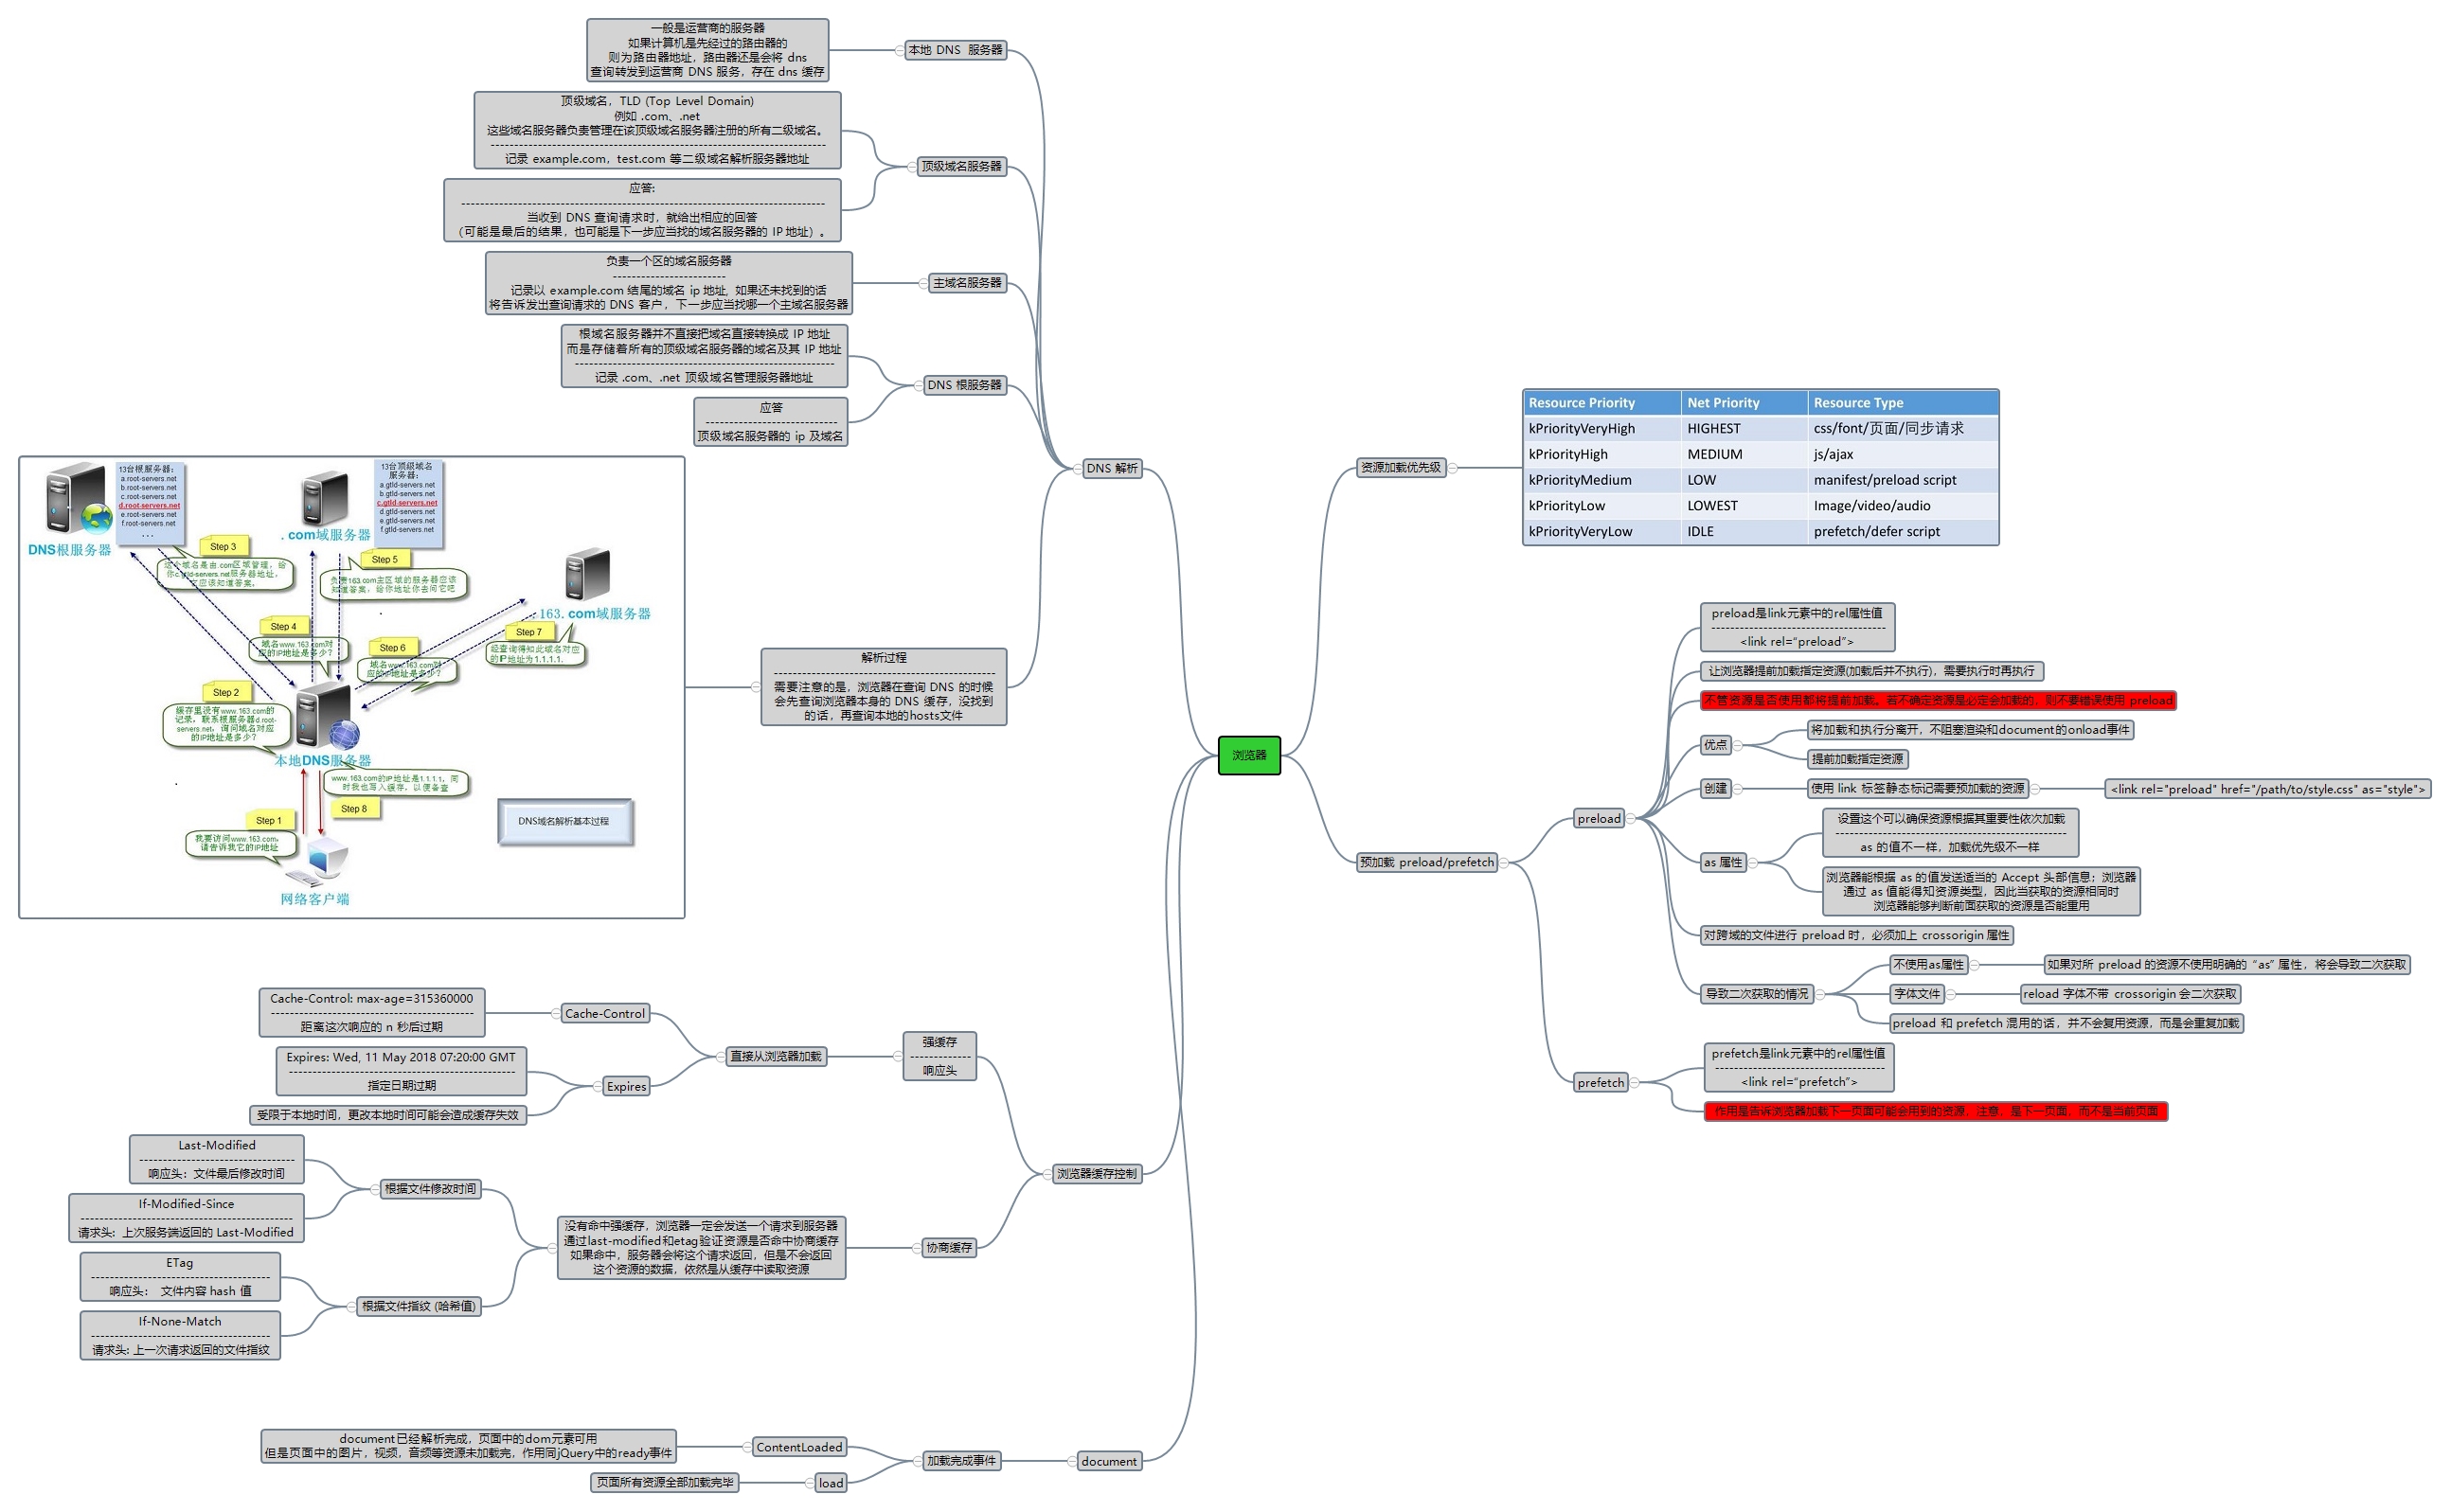 一般是运营商的服务器
如果计算机是先经过的路由器的
则为路由器地址，路由器还是会将 dns
查询转发到运营商 DNS 服务，存在 dns 缓存
本地 DNS 服务器
顶级域名，TLD (Top Level Domain)
例如 .com、.net
这些域名服务器负责管理在该顶级域名服务器注册的所有二级域名。
记录 example.com，test.com 等二级域名解析服务器地址
应答:
当收到 DNS 查询请求时，就给出相应的回答
（可能是最后的结果，也可能是下一步应当找的域名服务器的 IP 地址）。
顶级域名服务器
负责一个区的域名服务器
记录以 example.com 结尾的域名 ip 地址, 如果还未找到的话
将告诉发出查询请求的 DNS 客户，下一步应当找哪一个主域名服务器
主域名服务器
根域名服务器并不直接把域名直接转换成 IP 地址
而是存储着所有的顶级域名服务器的域名及其 IP 地址
记录 .com、.net 顶级域名管理服务器地址
应答
顶级域名服务器的 ip 及域名
DNS 根服务器
DNS 解析
13台根服务器：
a.root-servers.net
b.root-servers.net
c.root-servers.net
d.root-servers.net
e.root-servers.net
f.root-servers.net
...
DNS根服务器
13台顶级域名
服务器：
a.gtld-servers.net
b.gtld-servers.net
c.gtld-servers.net
d.gtld-servers.net
e.gtld-servers.net
f.gtld-servers.net
.com域服务器
163.com域服务器
Step 3
这个域名是由.com区域管理，给
你c.gtld-servers.net服务器地址，
它应该知道答案。
Step 5
负责163.com主区域的服务器应该
知道答案；给你地址你去问它吧
Step 4
域名www.163.com对
应的IP地址是多少？
Step 6
域名www.163.com对
应的IP地址是多少？
Step 7
经查询得知此域名对应
的IP地址为1.1.1.1.
Step 2
缓存里没有www.163.com的
记录，联系根服务器d.root-
servers.net，询问域名对应
的IP地址是多少？
本地DNS服务器
www.163.com的IP地址是1.1.1.1，同
时我也写入缓存，以便备查
Step 8
Step 1
我要访问www.163.com，
请告诉我它的IP地址
网络客户端
DNS域名解析基本过程
解析过程
需要注意的是，浏览器在查询 DNS 的时候
会先查询浏览器本身的 DNS 缓存，没找到
的话，再查询本地的hosts文件
浏览器
资源加载优先级
Resource Priority Net Priority Resource Type
kPriorityVeryHigh HIGHEST css/font/页面/同步请求
kPriorityHigh MEDIUM js/ajax
kPriorityMedium LOW manifest/preload script
kPriorityLow LOWEST Image/video/audio
kPriorityVeryLow IDLE prefetch/defer script
预加载 preload/prefetch
preload
preload是link元素中的rel属性值
<link rel="preload">
让浏览器提前加载指定资源(加载后并不执行)，需要执行时再执行
不管资源是否使用都将提前加载。若不确定资源是必定会加载的，则不要错误使用 preload
优点
将加载和执行分离开，不阻塞渲染和document的onload事件
提前加载指定资源
创建
使用 link 标签静态标记需要预加载的资源
<link rel="preload" href="/path/to/style.css" as="style">
as 属性
设置这个可以确保资源根据其重要性依次加载
as 的值不一样，加载优先级不一样
浏览器能根据 as 的值发送适当的 Accept 头部信息；浏览器
通过 as 值能得知资源类型，因此当获取的资源相同时
浏览器能够判断前面获取的资源是否能重用
对跨域的文件进行 preload 时，必须加上 crossorigin 属性
导致二次获取的情况
不使用as属性
如果对所 preload 的资源不使用明确的 "as" 属性，将会导致二次获取
字体文件
reload 字体不带 crossorigin 会二次获取
preload 和 prefetch 混用的话，并不会复用资源，而是会重复加载
prefetch
prefetch是link元素中的rel属性值
<link rel="prefetch">
作用是告诉浏览器加载下一页面可能会用到的资源，注意，是下一页面，而不是当前页面
浏览器缓存控制
强缓存
响应头
直接从浏览器加载
Cache-Control
Cache-Control: max-age=315360000
距离这次响应的 n 秒后过期
Expires
Expires: Wed, 11 May 2018 07:20:00 GMT
指定日期过期
受限于本地时间，更改本地时间可能会造成缓存失效
协商缓存
没有命中强缓存，浏览器一定会发送一个请求到服务器
通过last-modified和etag验证资源是否命中协商缓存
如果命中，服务器会将这个请求返回，但是不会返回
这个资源的数据，依然是从缓存中读取资源
根据文件修改时间
Last-Modified
响应头：文件最后修改时间
If-Modified-Since
请求头: 上次服务端返回的 Last-Modified
根据文件指纹 (哈希值)
ETag
响应头： 文件内容 hash 值
If-None-Match
请求头: 上一次请求返回的文件指纹
document
加载完成事件
ContentLoaded
document已经解析完成，页面中的dom元素可用
但是页面中的图片，视频，音频等资源未加载完，作用同jQuery中的ready事件
load
页面所有资源全部加载完毕